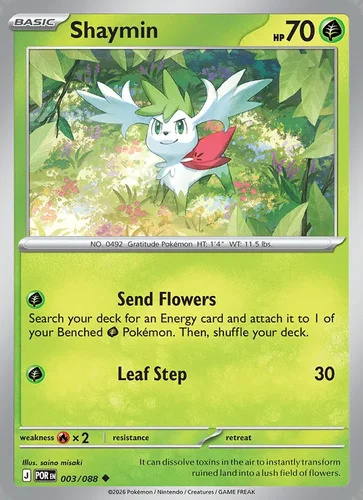 BASIC
Shaymin
HP 70
NO. 0492 Gratitude Pokémon HT: 1'4" WT: 11.5 lbs.
Send Flowers
Search your deck for an Energy card and attach it to 1
of your Benched Pokémon. Then, shuffle your deck.
Leaf Step 30
weakness ×2 resistance retreat
Illus. saino misaki
J POR EN 003/088
It can dissolve toxins in the air to instantly transform
ruined land into a lush field of flowers.
©2026 Pokémon / Nintendo / Creatures / GAME FREAK